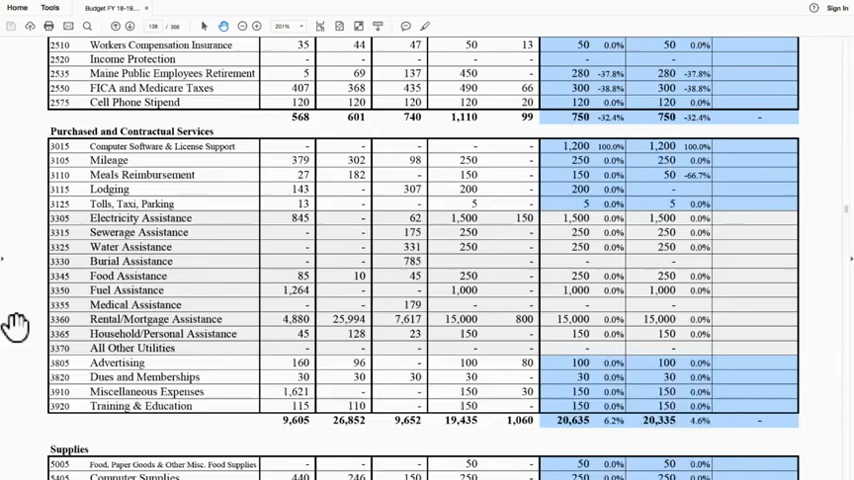 Home Tools Budget FY 18-19... × Sign In
138 / 356 201%
2510 Workers Compensation Insurance 35 44 47 50 13 50 0.0% 50 0.0%
2520 Income Protection - - - - - - -
2535 Maine Public Employees Retirement 5 69 137 450 - 280 -37.8% 280 -37.8%
2550 FICA and Medicare Taxes 407 368 435 490 66 300 -38.8% 300 -38.8%
2575 Cell Phone Stipend 120 120 120 120 20 120 0.0% 120 0.0%
568 601 740 1,110 99 750 -32.4% 750 -32.4% -
Purchased and Contractual Services
3015 Computer Software & License Support - - - - - 1,200 100.0% 1,200 100.0%
3105 Mileage 379 302 98 250 - 250 0.0% 250 0.0%
3110 Meals Reimbursement 27 182 - 150 - 150 0.0% 50 -66.7%
3115 Lodging 143 - 307 200 - 200 0.0% -
3125 Tolls, Taxi, Parking 13 - - 5 - 5 0.0% 5 0.0%
3305 Electricity Assistance 845 - 62 1,500 150 1,500 0.0% 1,500 0.0%
3315 Sewerage Assistance - - 175 250 - 250 0.0% 250 0.0%
3325 Water Assistance - - 331 250 - 250 0.0% 250 0.0%
3330 Burial Assistance - - 785 - - - -
3345 Food Assistance 85 10 45 250 - 250 0.0% 250 0.0%
3350 Fuel Assistance 1,264 - - 1,000 - 1,000 0.0% 1,000 0.0%
3355 Medical Assistance - - 179 - - - -
3360 Rental/Mortgage Assistance 4,880 25,994 7,617 15,000 800 15,000 0.0% 15,000 0.0%
3365 Household/Personal Assistance 45 128 23 150 - 150 0.0% 150 0.0%
3370 All Other Utilities - - - - - - -
3805 Advertising 160 96 - 100 80 100 0.0% 100 0.0%
3820 Dues and Memberships 30 30 30 30 - 30 0.0% 30 0.0%
3910 Miscellaneous Expenses 1,621 - - 150 30 150 0.0% 150 0.0%
3920 Training & Education 115 110 - 150 - 150 0.0% 150 0.0%
9,605 26,852 9,652 19,435 1,060 20,635 6.2% 20,335 4.6% -
Supplies
5005 Food, Paper Goods & Other Misc. Food Supplies - - - 50 - 50 0.0% 50 0.0%
5405 Computer Supplies 440 246 150 250 - 250 0.0% 250 0.0%